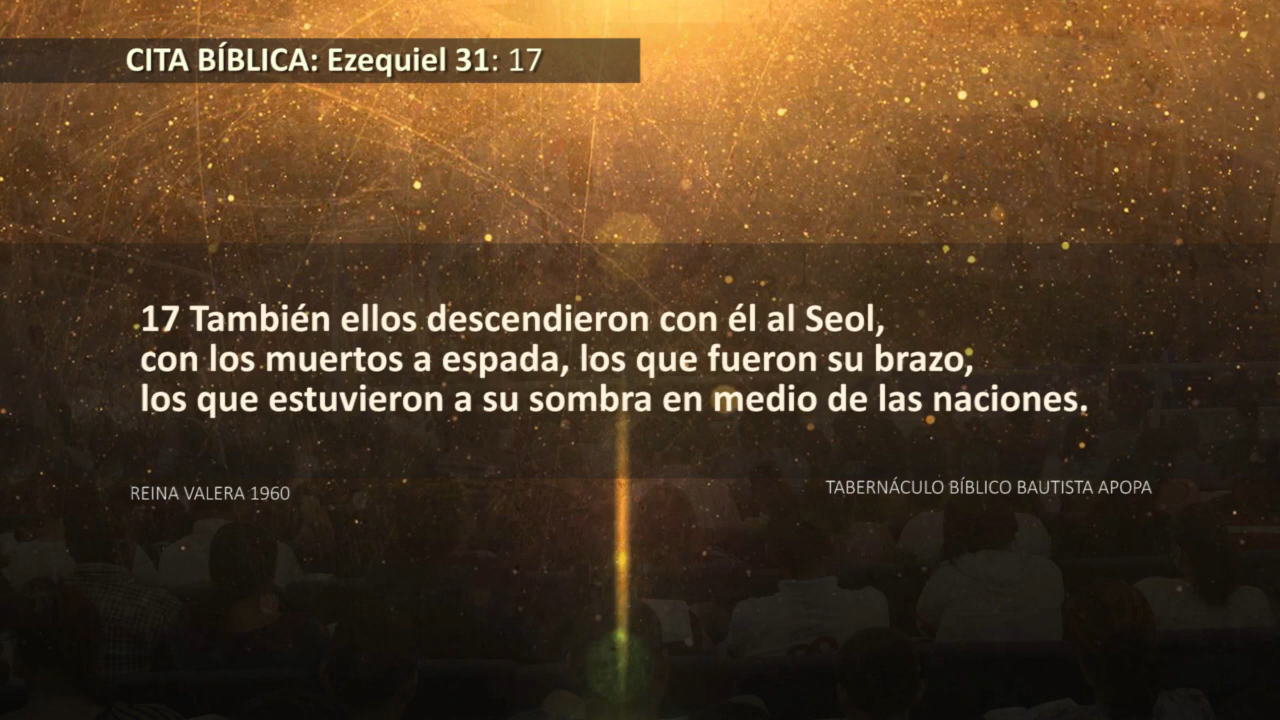 CITA BÍBLICA: Ezequiel 31: 17
17 También ellos descendieron con él al Seol,
con los muertos a espada, los que fueron su brazo,
los que estuvieron a su sombra en medio de las naciones.
REINA VALERA 1960
TABERNÁCULO BÍBLICO BAUTISTA APOPA